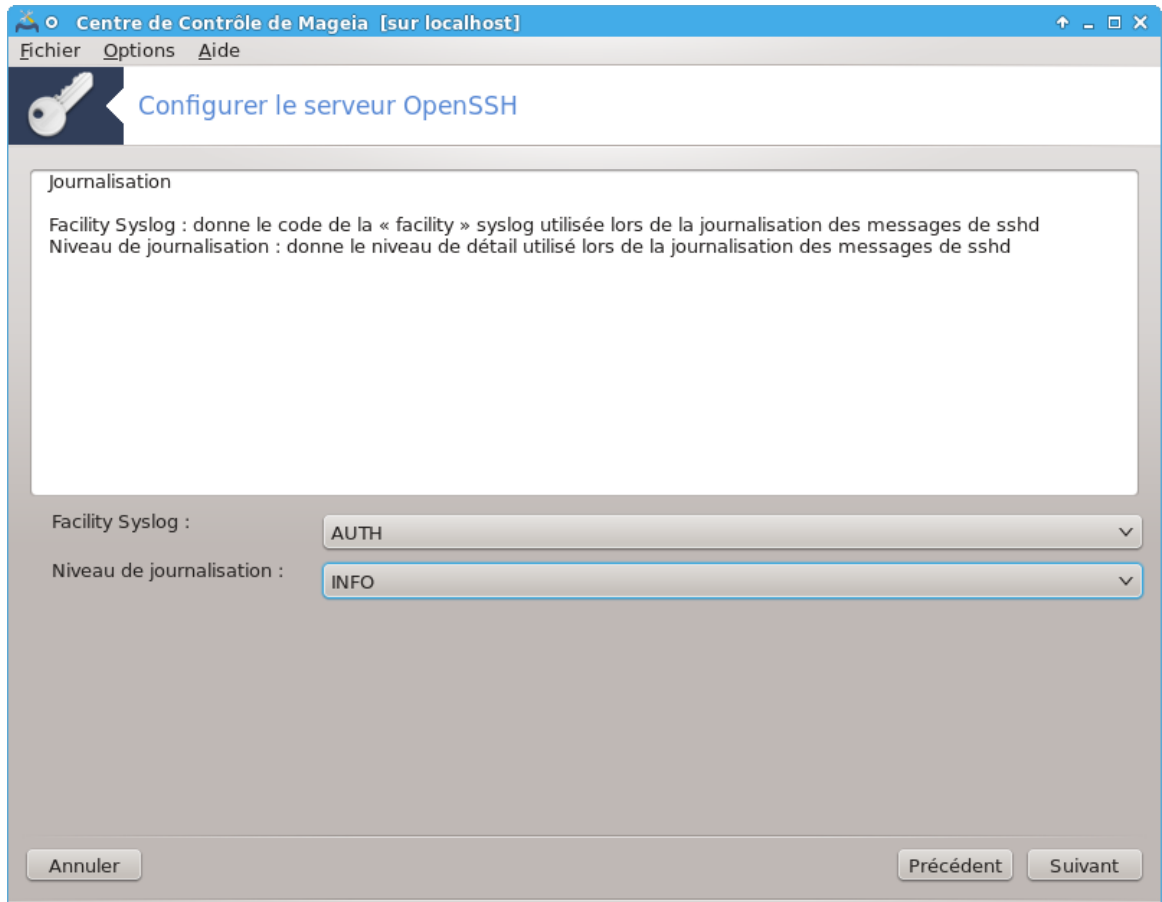 Centre de Contrôle de Mageia [sur localhost]
Fichier Options Aide
Configurer le serveur OpenSSH
Journalisation
Facility Syslog : donne le code de la « facility » syslog utilisée lors de la journalisation des messages de sshd
Niveau de journalisation : donne le niveau de détail utilisé lors de la journalisation des messages de sshd
Facility Syslog :
AUTH
Niveau de journalisation :
INFO
Annuler Précédent Suivant